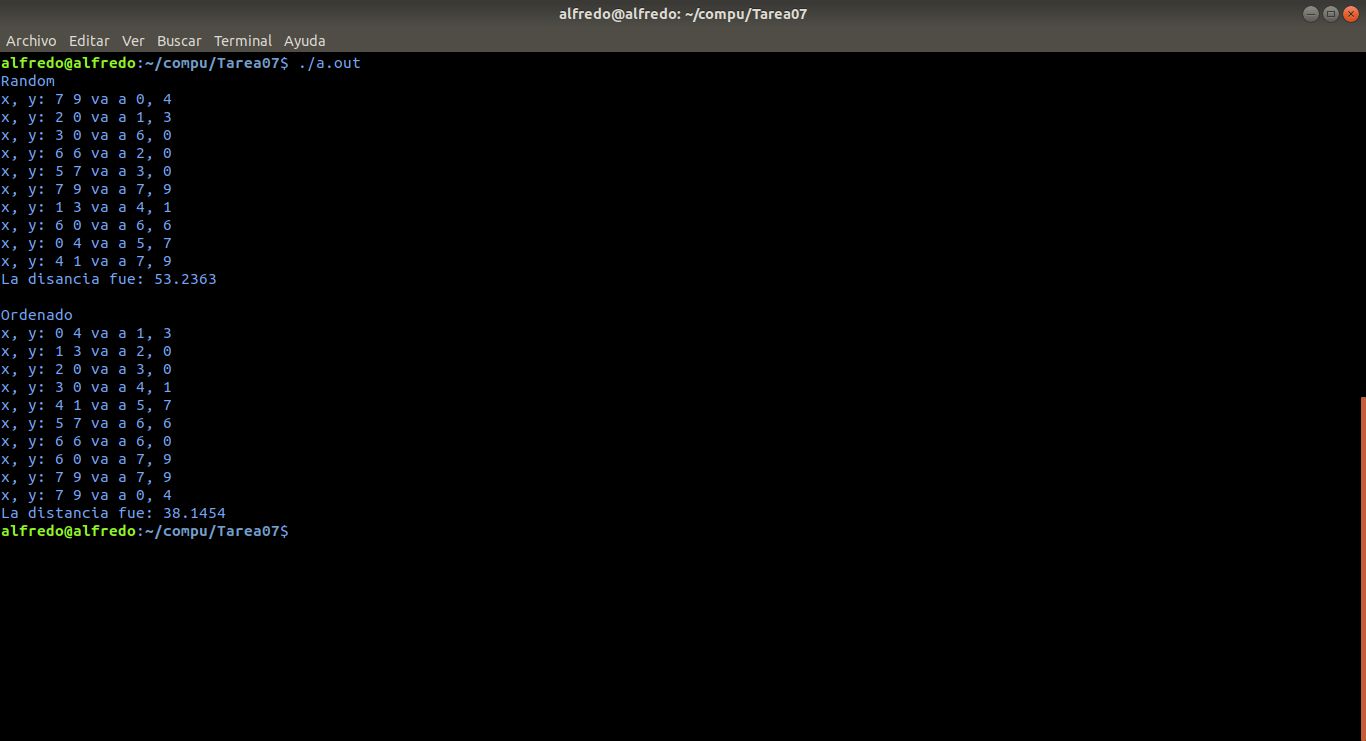 alfredo@alfredo: ~/compu/Tarea07
Archivo Editar Ver Buscar Terminal Ayuda
alfredo@alfredo:~/compu/Tarea07$ ./a.out
Random
x, y: 7 9 va a 0, 4
x, y: 2 0 va a 1, 3
x, y: 3 0 va a 6, 0
x, y: 6 6 va a 2, 0
x, y: 5 7 va a 3, 0
x, y: 7 9 va a 7, 9
x, y: 1 3 va a 4, 1
x, y: 6 0 va a 6, 6
x, y: 0 4 va a 5, 7
x, y: 4 1 va a 7, 9
La disancia fue: 53.2363
Ordenado
x, y: 0 4 va a 1, 3
x, y: 1 3 va a 2, 0
x, y: 2 0 va a 3, 0
x, y: 3 0 va a 4, 1
x, y: 4 1 va a 5, 7
x, y: 5 7 va a 6, 6
x, y: 6 6 va a 6, 0
x, y: 6 0 va a 7, 9
x, y: 7 9 va a 7, 9
x, y: 7 9 va a 0, 4
La distancia fue: 38.1454
alfredo@alfredo:~/compu/Tarea07$